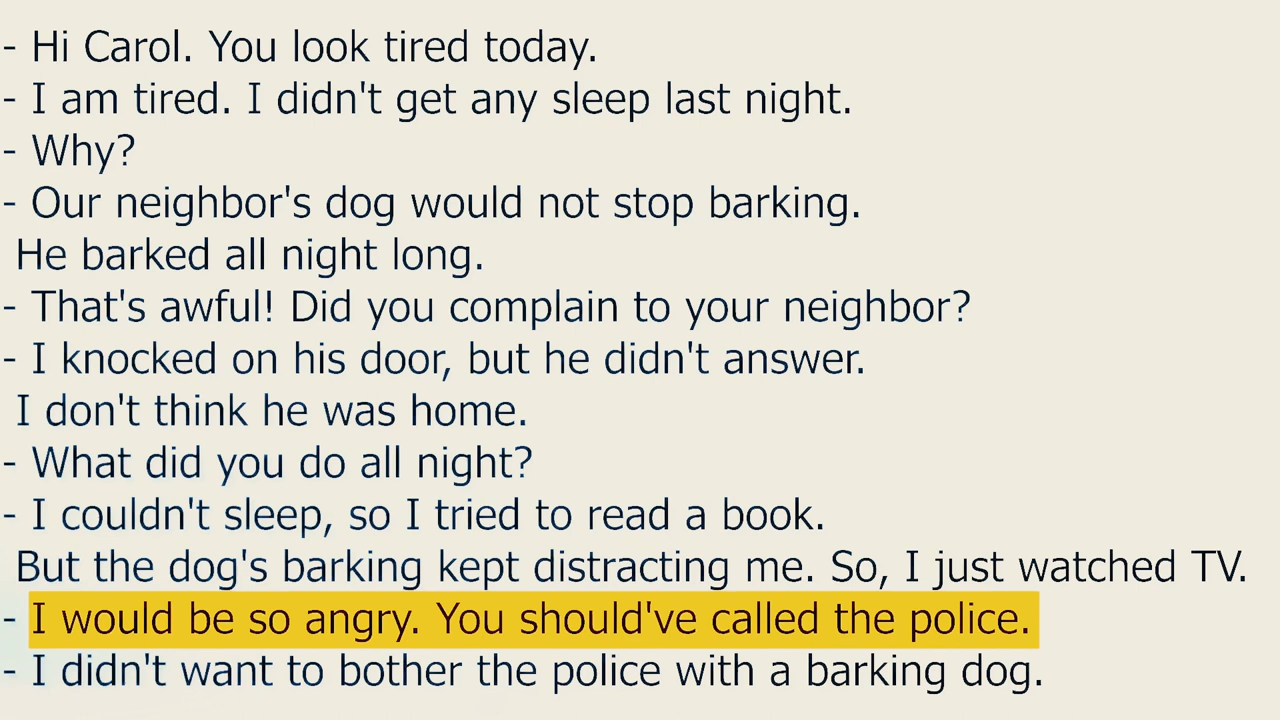 - Hi Carol. You look tired today.
- I am tired. I didn't get any sleep last night.
- Why?
- Our neighbor's dog would not stop barking.
He barked all night long.
- That's awful! Did you complain to your neighbor?
- I knocked on his door, but he didn't answer.
I don't think he was home.
- What did you do all night?
- I couldn't sleep, so I tried to read a book.
But the dog's barking kept distracting me. So, I just watched TV.
- I would be so angry. You should've called the police.
- I didn't want to bother the police with a barking dog.